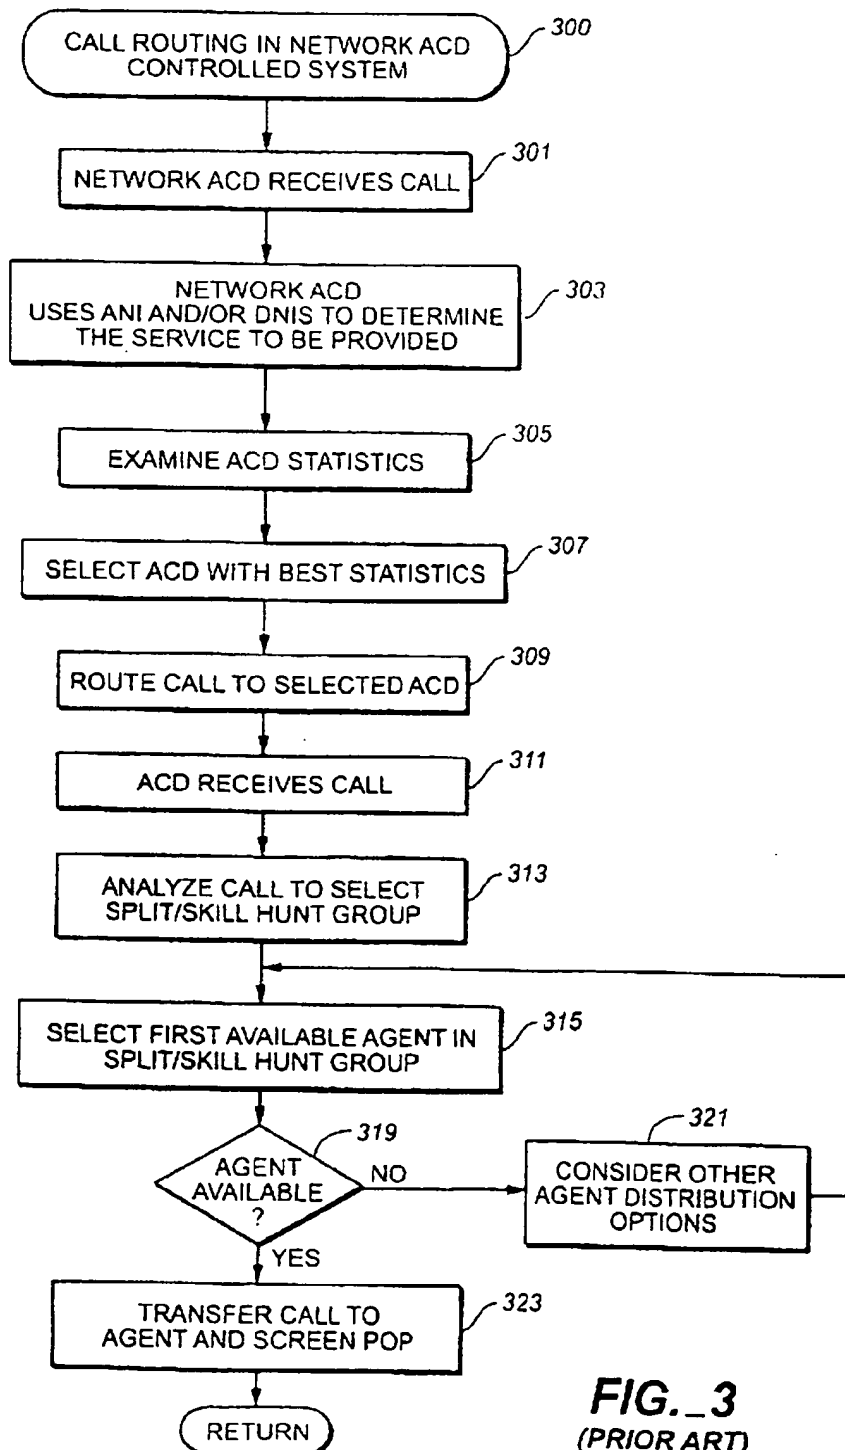 CALL ROUTING IN NETWORK ACD
CONTROLLED SYSTEM
300
301
NETWORK ACD RECEIVES CALL
NETWORK ACD
USES ANI AND/OR DNIS TO DETERMINE
THE SERVICE TO BE PROVIDED
303
305
EXAMINE ACD STATISTICS
307
SELECT ACD WITH BEST STATISTICS
309
ROUTE CALL TO SELECTED ACD
311
ACD RECEIVES CALL
313
ANALYZE CALL TO SELECT
SPLIT/SKILL HUNT GROUP
315
SELECT FIRST AVAILABLE AGENT IN
SPLIT/SKILL HUNT GROUP
319
AGENT
AVAILABLE
?
NO
YES
321
CONSIDER OTHER
AGENT DISTRIBUTION
OPTIONS
323
TRANSFER CALL TO
AGENT AND SCREEN POP
RETURN
FIG._3
(PRIOR ART)